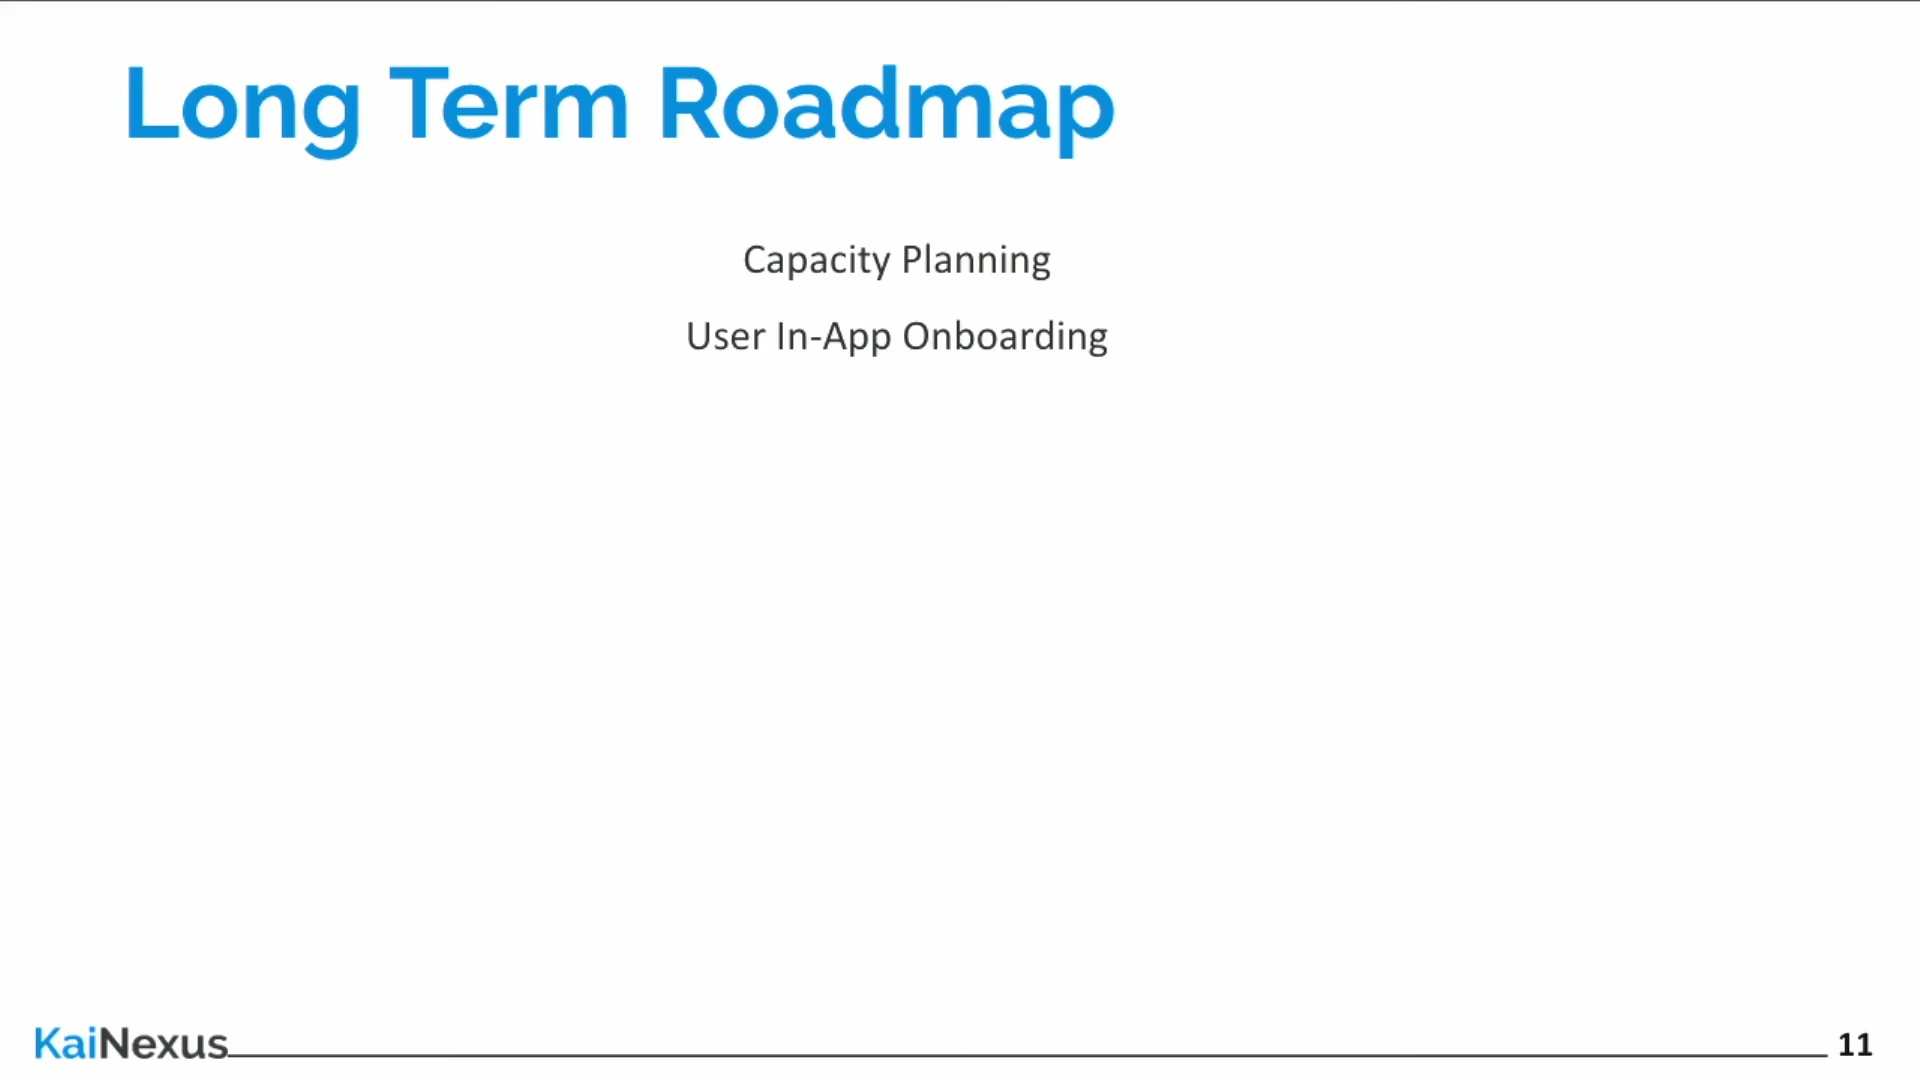 Long Term Roadmap
Capacity Planning
User In-App Onboarding
KaiNexus
11